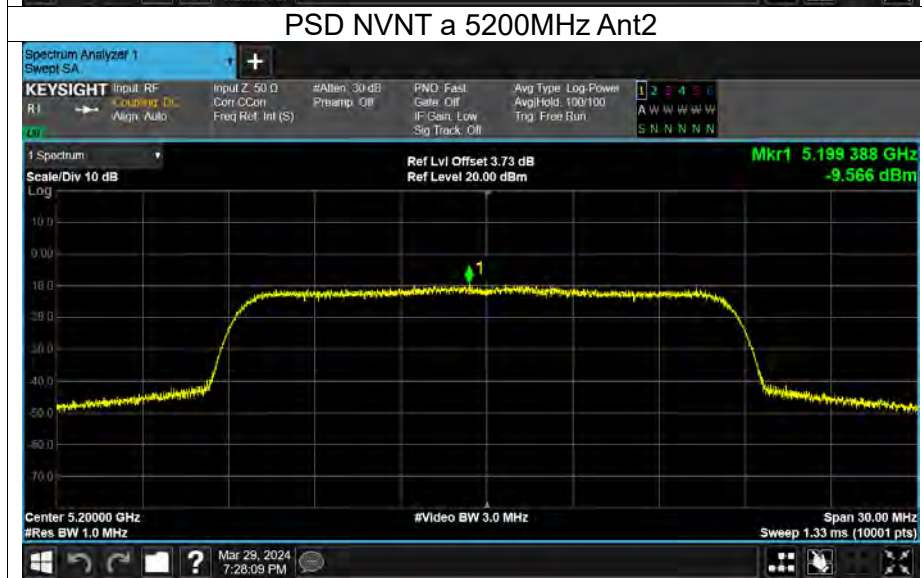 PSD NVNT a 5200MHz Ant2
Spectrum Analyzer 1
Swept SA
+
KEYSIGHT Input: RF
Input Z: 50 Ω
#Atten: 30 dB
PNO: Fast
Avg Type: Log-Power
1 2 3 4 5 6
RL
Coupling: DC
Corr CCorr
Preamp: Off
Gate: Off
Avg|Hold: 100/100
A W W W W W
Align: Auto
Freq Ref: Int (S)
IF Gain: Low
Trig: Free Run
Sig Track: Off
S N N N N N
1 Spectrum
Ref Lvl Offset 3.73 dB
Mkr1 5.199 388 GHz
Scale/Div 10 dB
Ref Level 20.00 dBm
-9.566 dBm
Log
10.0
0.00
1
-10.0
-20.0
-30.0
-40.0
-50.0
-60.0
-70.0
Center 5.20000 GHz
#Video BW 3.0 MHz
Span 30.00 MHz
#Res BW 1.0 MHz
Sweep 1.33 ms (10001 pts)
?
Mar 29, 2024
7:28:09 PM